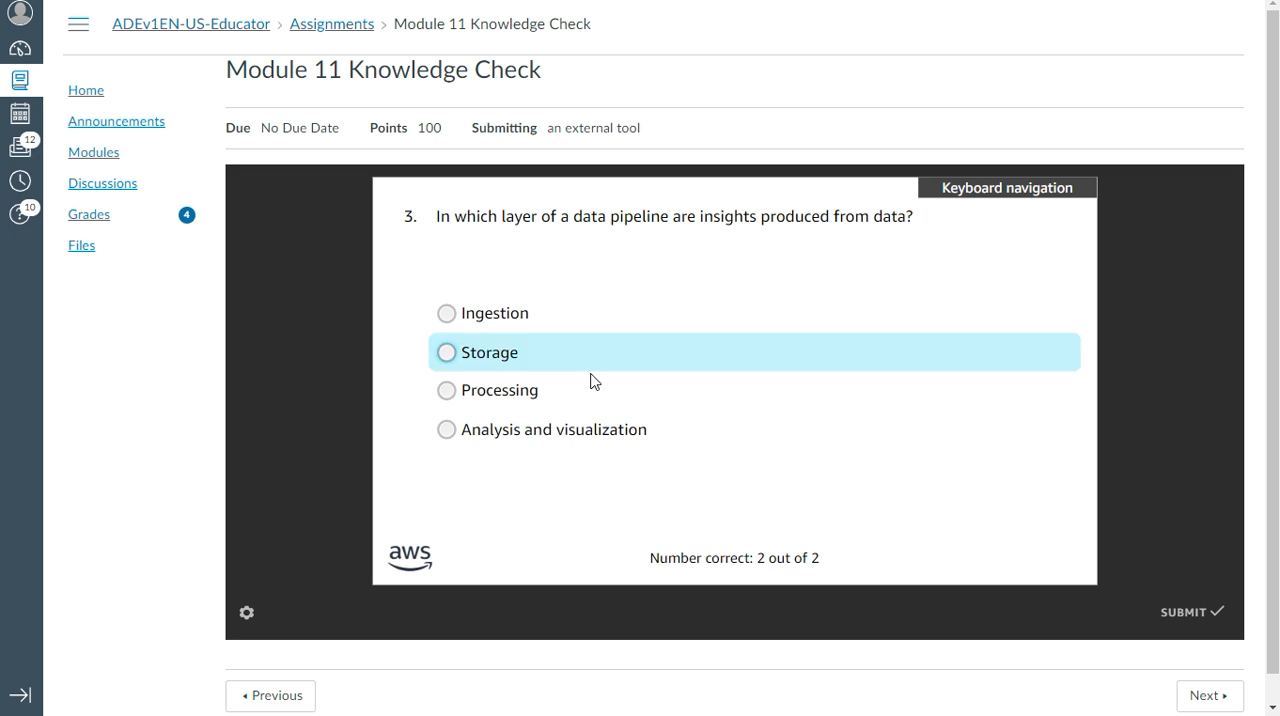 ADEv1EN-US-Educator › Assignments › Module 11 Knowledge Check
Module 11 Knowledge Check
Home
Announcements
Modules
Discussions
Grades 4
Files
12
10
Due No Due Date Points 100 Submitting an external tool
Keyboard navigation
3. In which layer of a data pipeline are insights produced from data?
Ingestion
Storage
Processing
Analysis and visualization
aws
Number correct: 2 out of 2
SUBMIT
Previous
Next